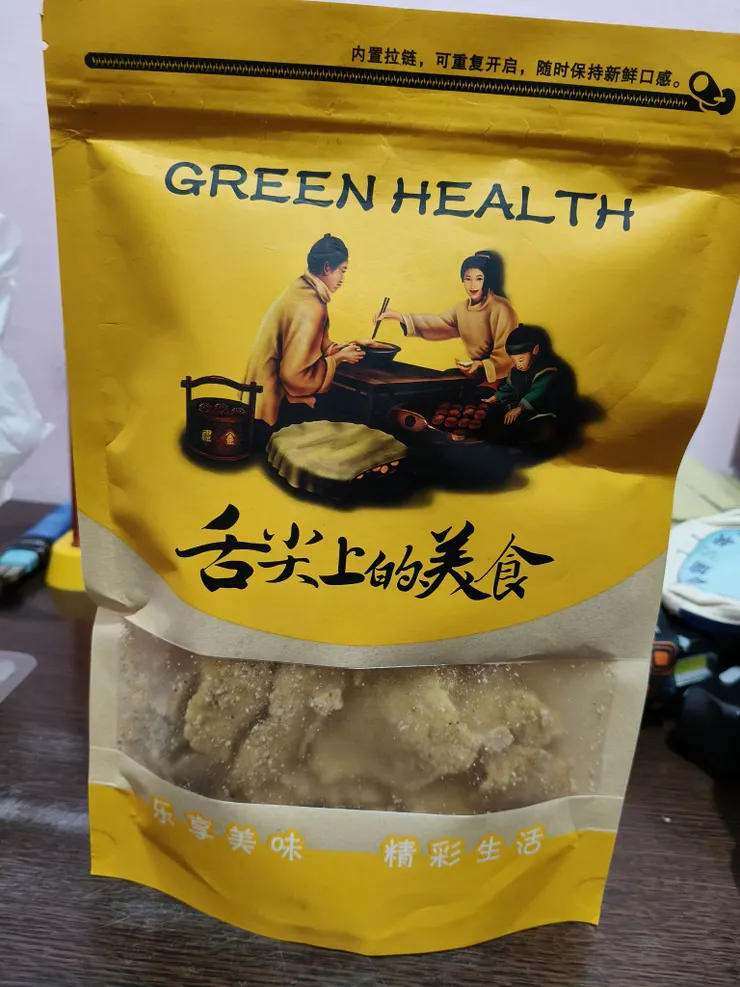 内置拉链，可重复开启，随时保持新鲜口感。
GREEN HEALTH
舌尖上的美食
乐享美味 精彩生活